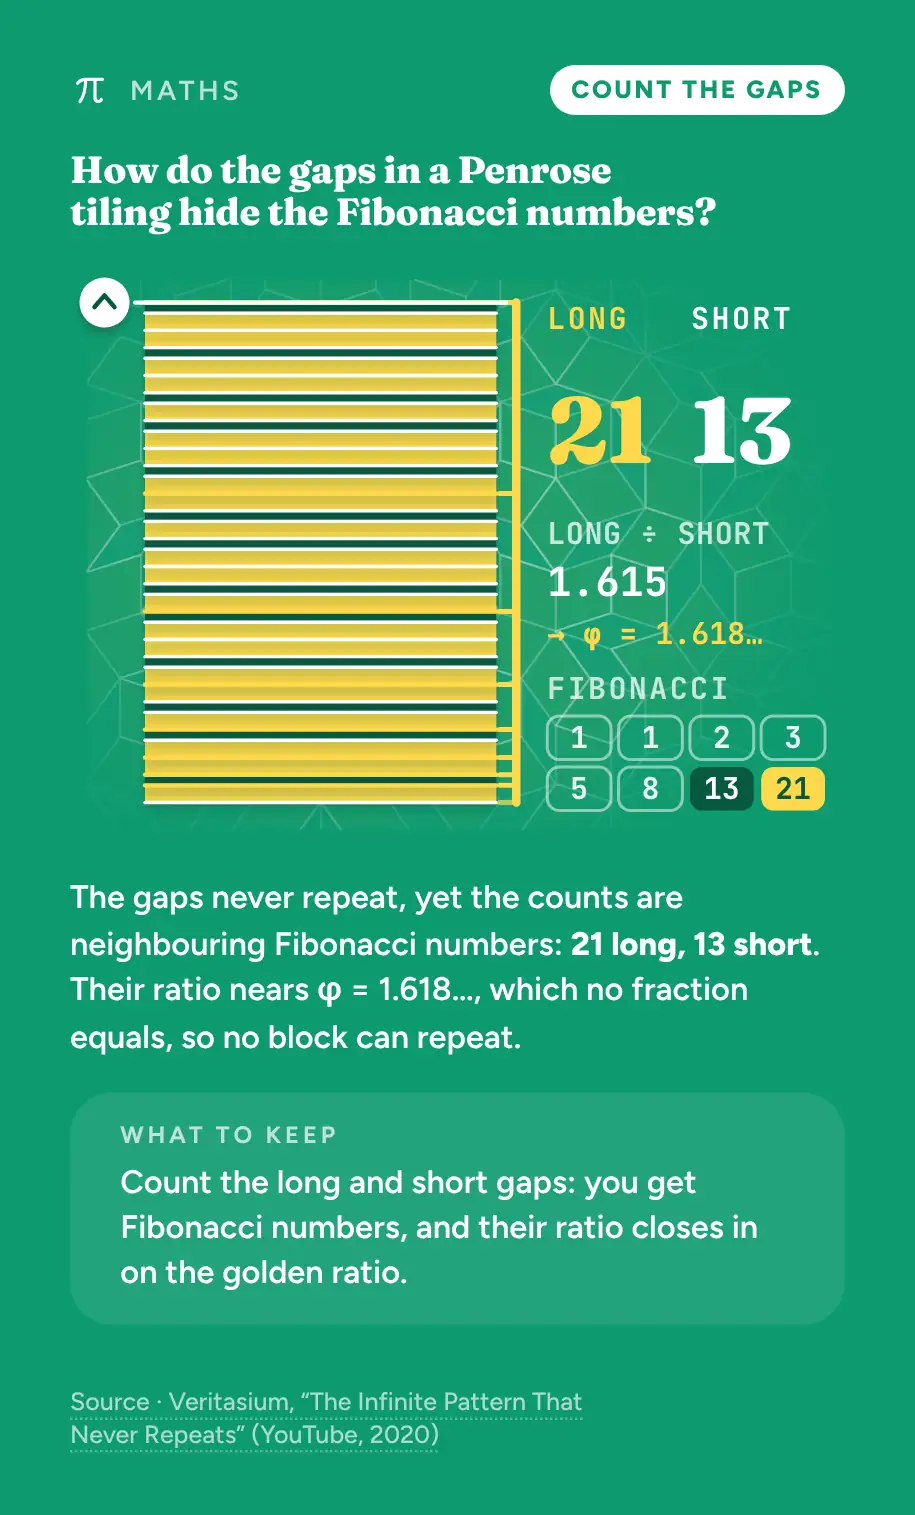 π MATHS
COUNT THE GAPS
How do the gaps in a Penrose
tiling hide the Fibonacci numbers?
LONG SHORT
21 13
LONG ÷ SHORT
1.615
→ φ = 1.618…
FIBONACCI
1 1 2 3
5 8 13 21
The gaps never repeat, yet the counts are
neighbouring Fibonacci numbers: 21 long, 13 short.
Their ratio nears φ = 1.618…, which no fraction
equals, so no block can repeat.
WHAT TO KEEP
Count the long and short gaps: you get
Fibonacci numbers, and their ratio closes in
on the golden ratio.
Source · Veritasium, “The Infinite Pattern That
Never Repeats” (YouTube, 2020)